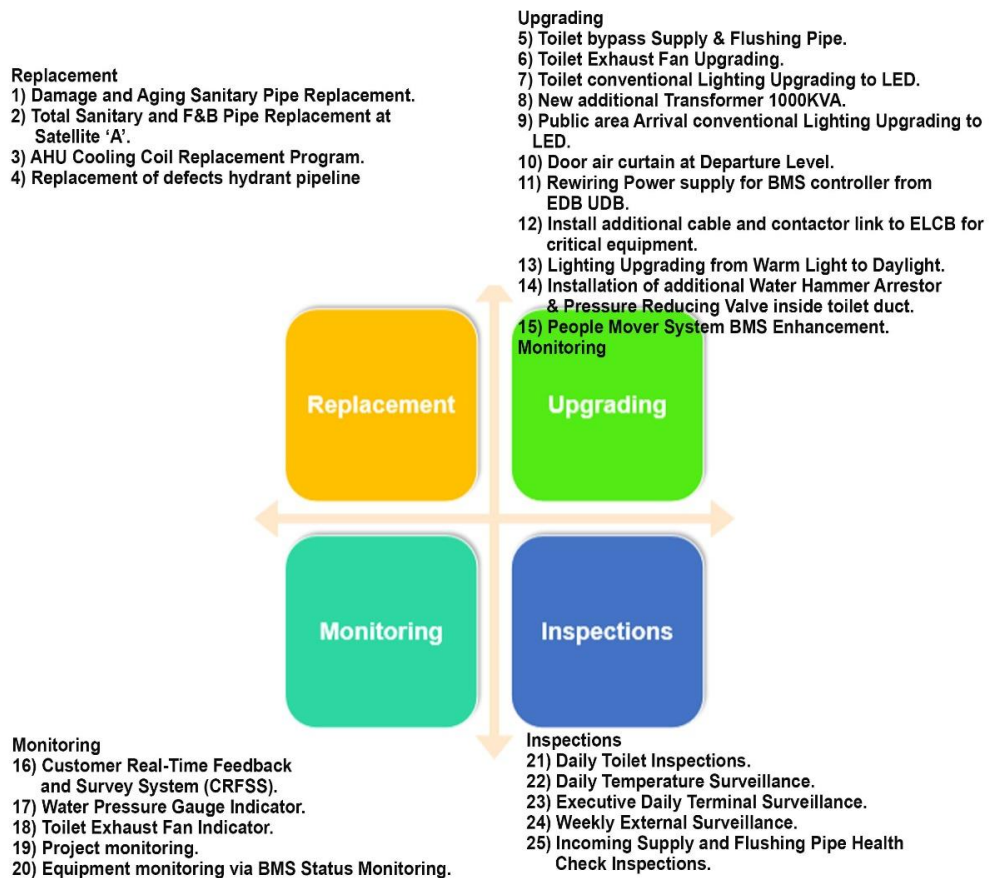 Replacement
1) Damage and Aging Sanitary Pipe Replacement.
2) Total Sanitary and F&B Pipe Replacement at
Satellite ‘A’.
3) AHU Cooling Coil Replacement Program.
4) Replacement of defects hydrant pipeline
Upgrading
5) Toilet bypass Supply & Flushing Pipe.
6) Toilet Exhaust Fan Upgrading.
7) Toilet conventional Lighting Upgrading to LED.
8) New additional Transformer 1000KVA.
9) Public area Arrival conventional Lighting Upgrading to
LED.
10) Door air curtain at Departure Level.
11) Rewiring Power supply for BMS controller from
EDB UDB.
12) Install additional cable and contactor link to ELCB for
critical equipment.
13) Lighting Upgrading from Warm Light to Daylight.
14) Installation of additional Water Hammer Arrestor
& Pressure Reducing Valve inside toilet duct.
15) People Mover System BMS Enhancement.
Monitoring
Replacement
Upgrading
Monitoring
Inspections
Monitoring
16) Customer Real-Time Feedback
and Survey System (CRFSS).
17) Water Pressure Gauge Indicator.
18) Toilet Exhaust Fan Indicator.
19) Project monitoring.
20) Equipment monitoring via BMS Status Monitoring.
Inspections
21) Daily Toilet Inspections.
22) Daily Temperature Surveillance.
23) Executive Daily Terminal Surveillance.
24) Weekly External Surveillance.
25) Incoming Supply and Flushing Pipe Health
Check Inspections.